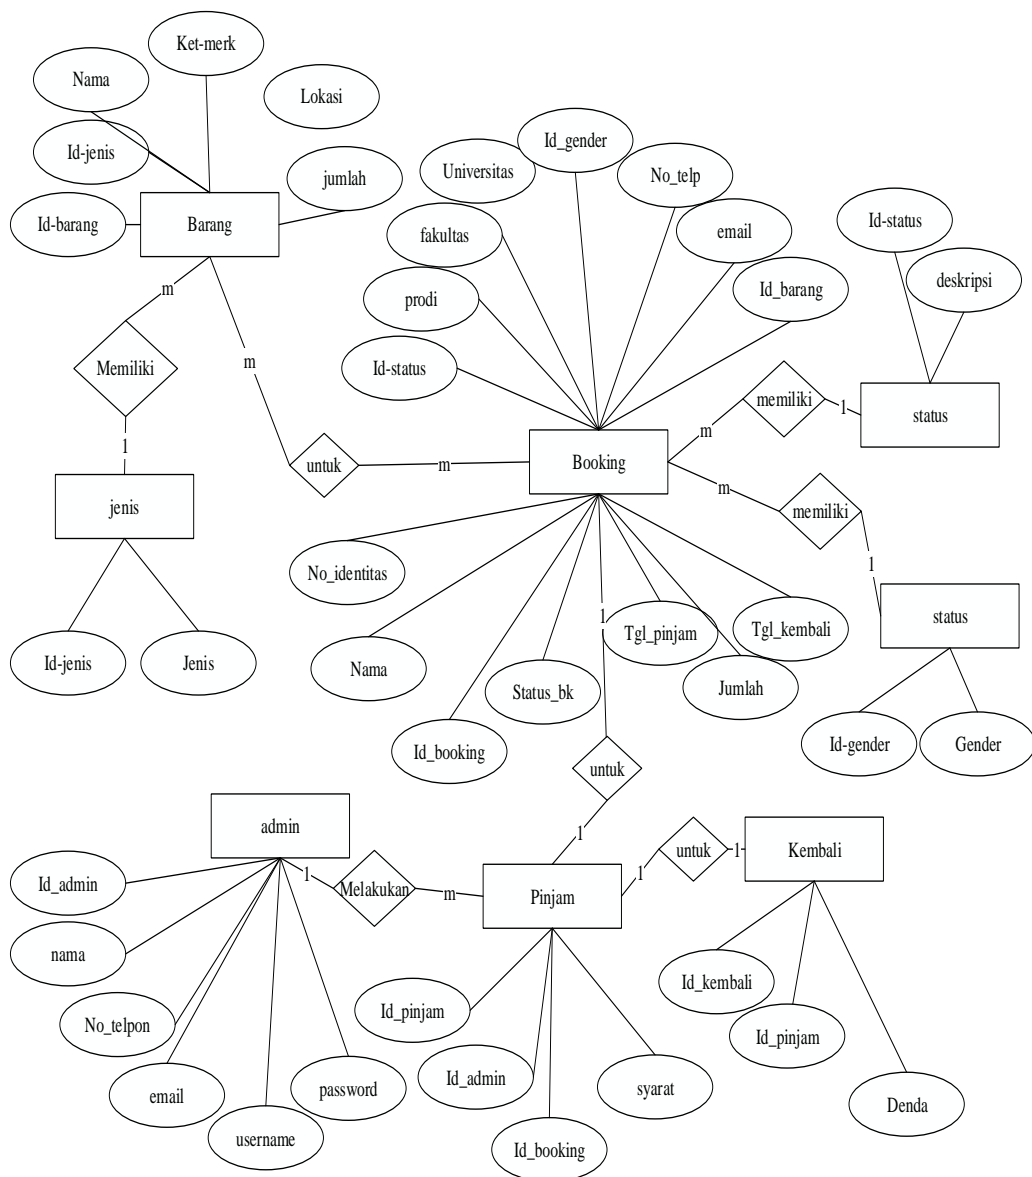 Ket-merk
Nama
Lokasi
Id_gender
Id-jenis
Universitas
No_telp
jumlah
Id-barang
Barang
Id-status
fakultas
email
deskripsi
m
prodi
Id_barang
Memiliki
m
Id-status
memiliki
1
status
m
1
untuk
m
Booking
m
memiliki
jenis
1
No_identitas
1
Tgl_pinjam
Tgl_kembali
status
Id-jenis
Jenis
Nama
Status_bk
Jumlah
Id_booking
Id-gender
Gender
untuk
admin
1
untuk
1
Kembali
Id_admin
1
Melakukan
m
Pinjam
1
nama
Id_kembali
Id_pinjam
No_telpon
Id_pinjam
Id_admin
syarat
email
password
Denda
username
Id_booking